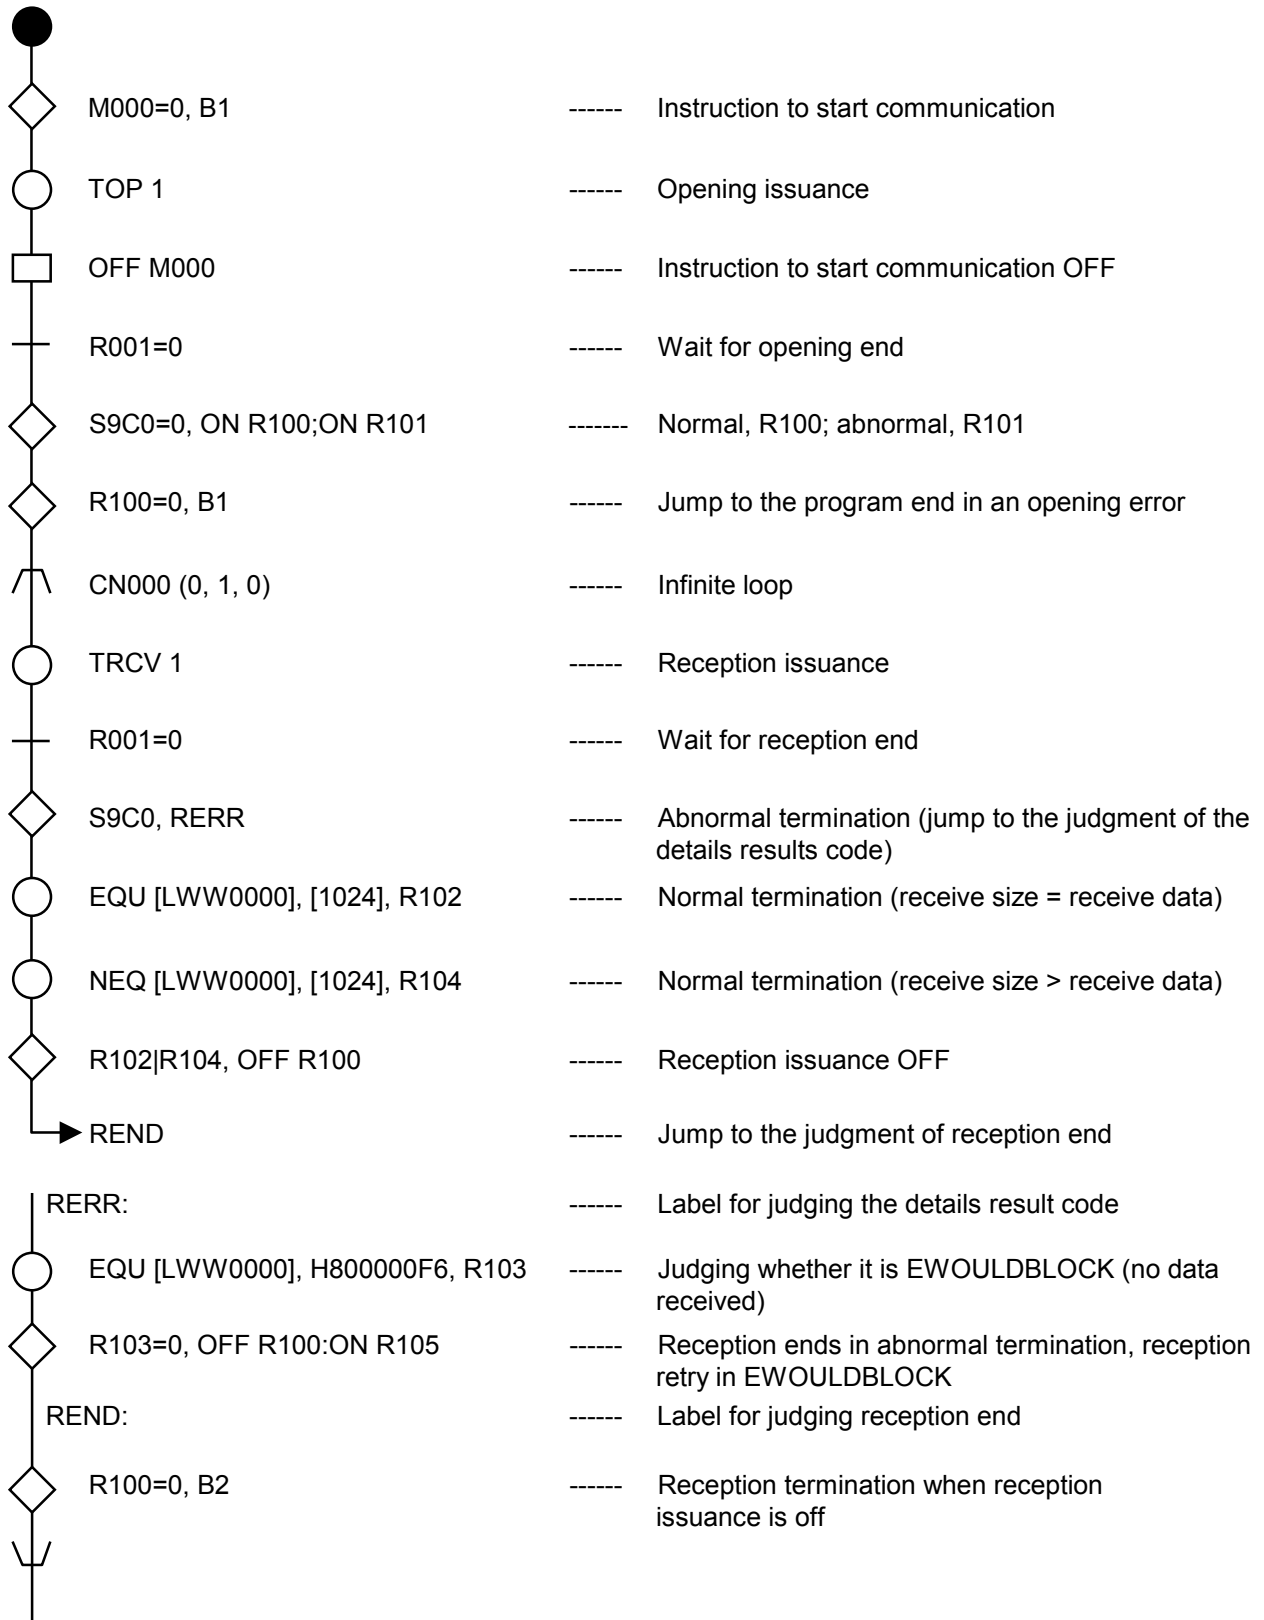 M000=0, B1 ------ Instruction to start communication
TOP 1 ------ Opening issuance
OFF M000 ------ Instruction to start communication OFF
R001=0 ------ Wait for opening end
S9C0=0, ON R100;ON R101 ------- Normal, R100; abnormal, R101
R100=0, B1 ------ Jump to the program end in an opening error
CN000 (0, 1, 0) ------ Infinite loop
TRCV 1 ------ Reception issuance
R001=0 ------ Wait for reception end
S9C0, RERR ------ Abnormal termination (jump to the judgment of the
details results code)
EQU [LWW0000], [1024], R102 ------ Normal termination (receive size = receive data)
NEQ [LWW0000], [1024], R104 ------ Normal termination (receive size > receive data)
R102|R104, OFF R100 ------ Reception issuance OFF
REND ------ Jump to the judgment of reception end
RERR: ------ Label for judging the details result code
EQU [LWW0000], H800000F6, R103 ------ Judging whether it is EWOULDBLOCK (no data
received)
R103=0, OFF R100:ON R105 ------ Reception ends in abnormal termination, reception
retry in EWOULDBLOCK
REND: ------ Label for judging reception end
R100=0, B2 ------ Reception termination when reception
issuance is off